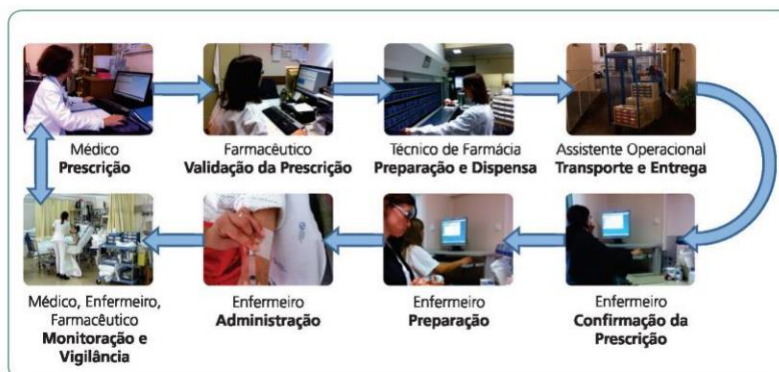 Médico
Prescrição
Farmacêutico
Validação da Prescrição
Técnico de Farmácia
Preparação e Dispensa
Assistente Operacional
Transporte e Entrega
Enfermeiro
Confirmação da
Prescrição
Enfermeiro
Preparação
Enfermeiro
Administração
Médico, Enfermeiro,
Farmacêutico
Monitoração e
Vigilância